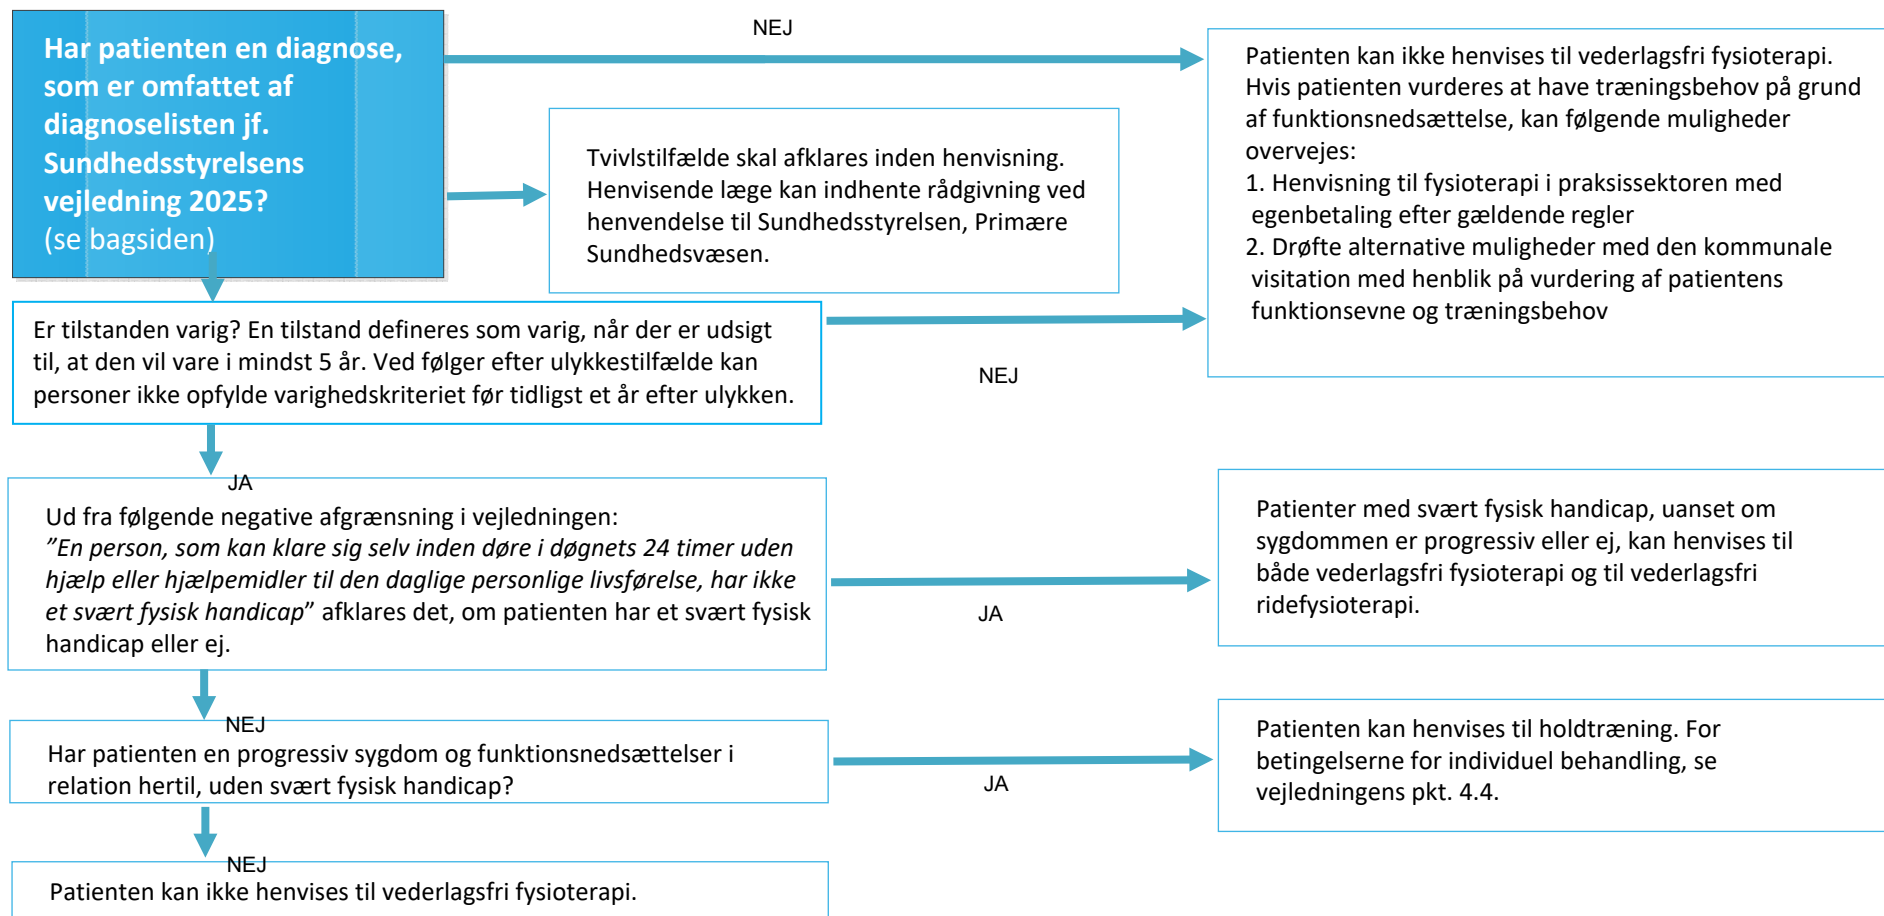 Har patienten en diagnose,
som er omfattet af
diagnoselisten jf.
Sundhedsstyrelsens
vejledning 2025?
(se bagsiden)
NEJ
Patienten kan ikke henvises til vederlagsfri fysioterapi.
Hvis patienten vurderes at have træningsbehov på grund
af funktionsnedsættelse, kan følgende muligheder
overvejes:
1. Henvisning til fysioterapi i praksissektoren med
egenbetaling efter gældende regler
2. Drøfte alternative muligheder med den kommunale
visitation med henblik på vurdering af patientens
funktionsevne og træningsbehov
Tvivlstilfælde skal afklares inden henvisning.
Henvisende læge kan indhente rådgivning ved
henvendelse til Sundhedsstyrelsen, Primære
Sundhedsvæsen.
Er tilstanden varig? En tilstand defineres som varig, når der er udsigt
til, at den vil vare i mindst 5 år. Ved følger efter ulykkestilfælde kan
personer ikke opfylde varighedskriteriet før tidligst et år efter ulykken.
NEJ
JA
Ud fra følgende negative afgrænsning i vejledningen:
”En person, som kan klare sig selv inden døre i døgnets 24 timer uden
hjælp eller hjælpemidler til den daglige personlige livsførelse, har ikke
et svært fysisk handicap” afklares det, om patienten har et svært fysisk
handicap eller ej.
JA
Patienter med svært fysisk handicap, uanset om
sygdommen er progressiv eller ej, kan henvises til
både vederlagsfri fysioterapi og til vederlagsfri
ridefysioterapi.
NEJ
Har patienten en progressiv sygdom og funktionsnedsættelser i
relation hertil, uden svært fysisk handicap?
JA
Patienten kan henvises til holdtræning. For
betingelserne for individuel behandling, se
vejledningens pkt. 4.4.
NEJ
Patienten kan ikke henvises til vederlagsfri fysioterapi.